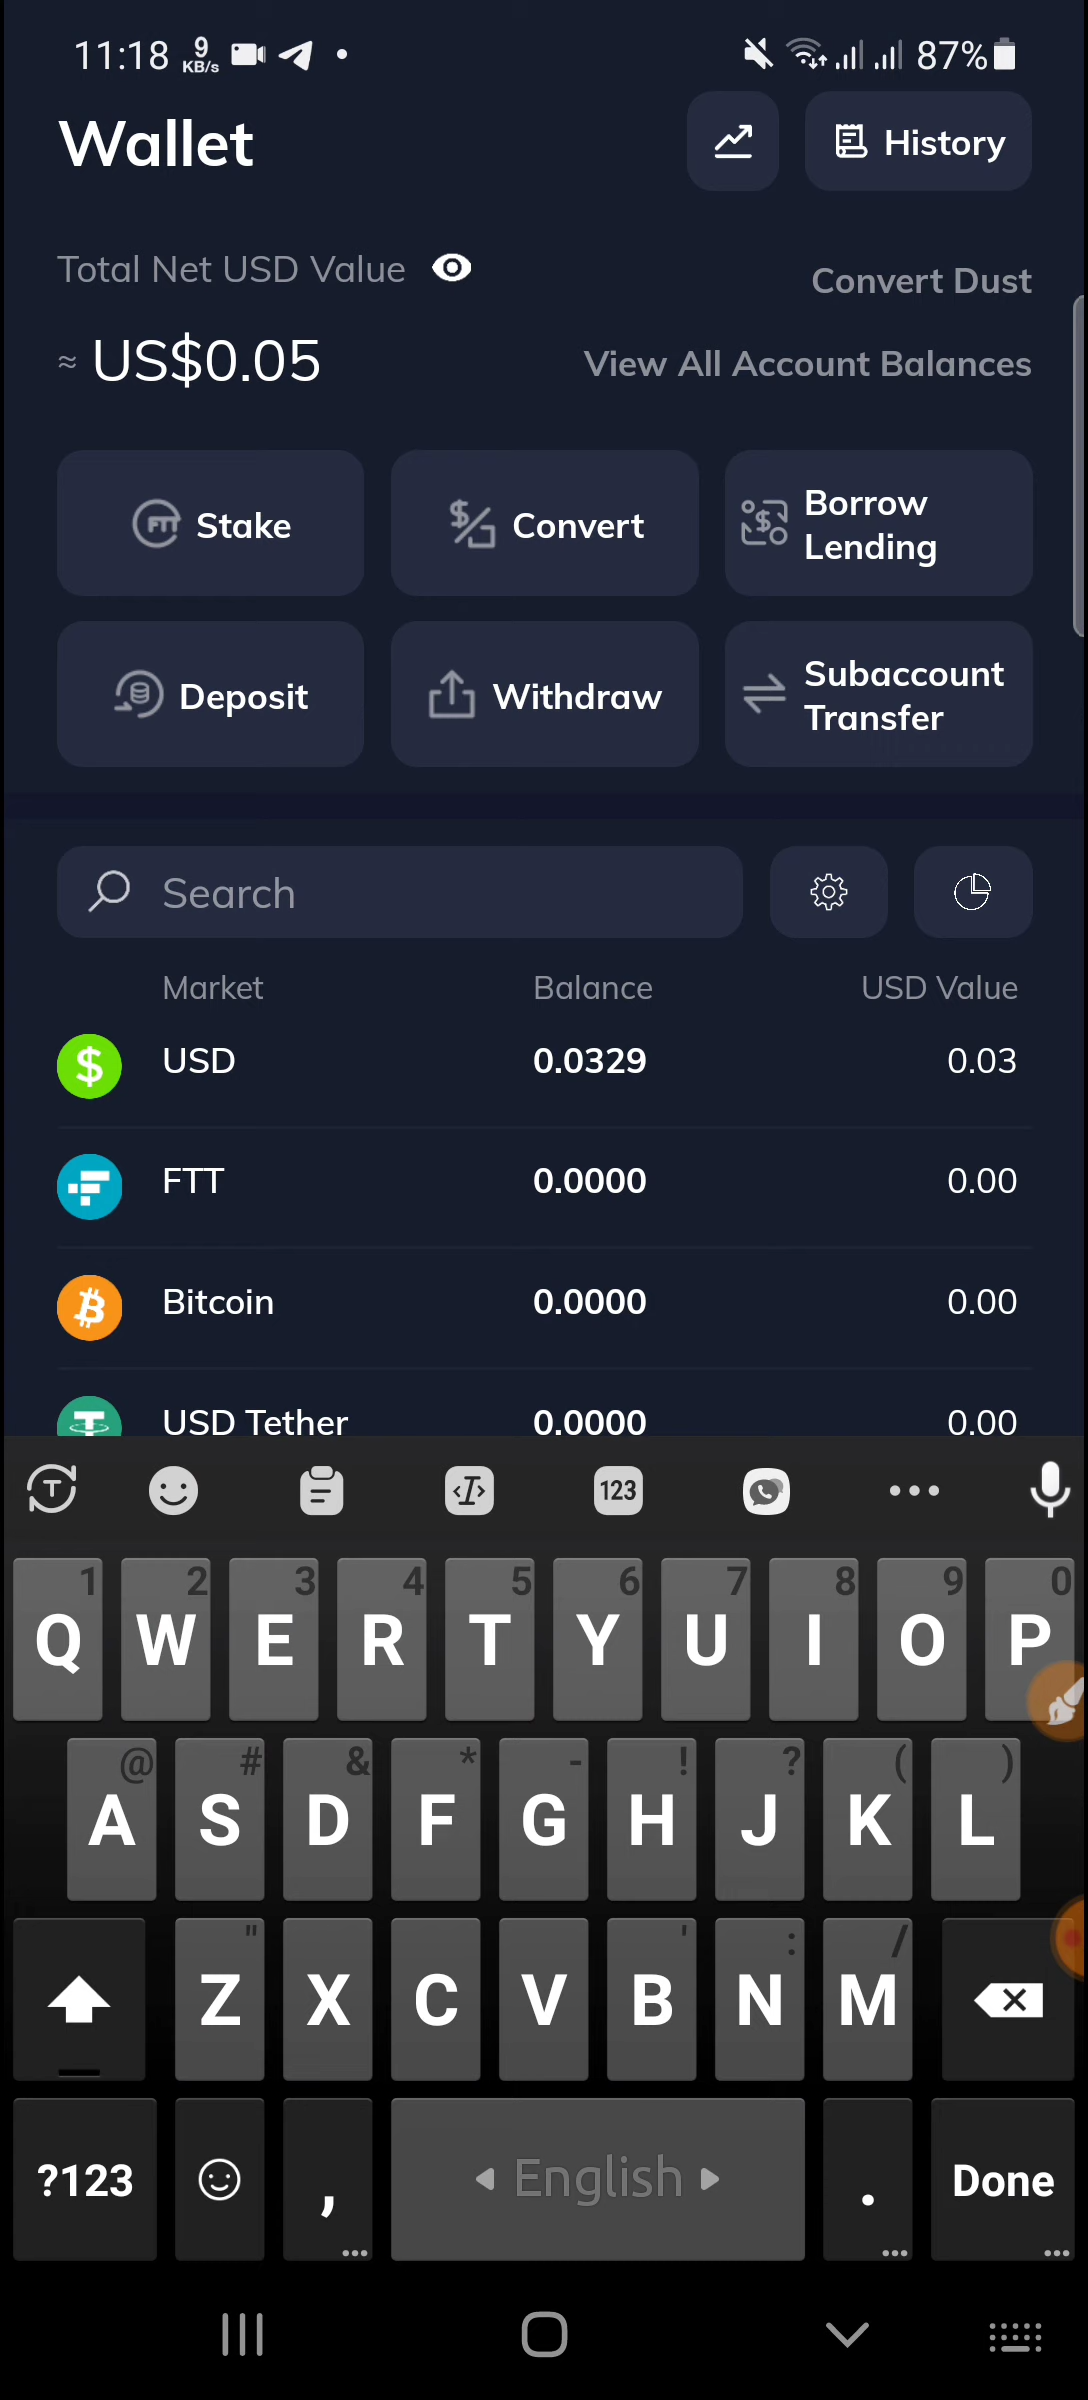 11:18 9 KB/s 87%
Wallet
History
Total Net USD Value
Convert Dust
≈ US$0.05
View All Account Balances
Stake
Convert
Borrow
Lending
Deposit
Withdraw
Subaccount
Transfer
Search
Market Balance USD Value
USD 0.0329 0.03
FTT 0.0000 0.00
Bitcoin 0.0000 0.00
USD Tether 0.0000 0.00
T 123
1 2 3 4 5 6 7 8 9 0
Q W E R T Y U I O P
@ # & * - ! ? ( )
A S D F G H J K L
" ' : /
Z X C V B N M
?123 , English . Done